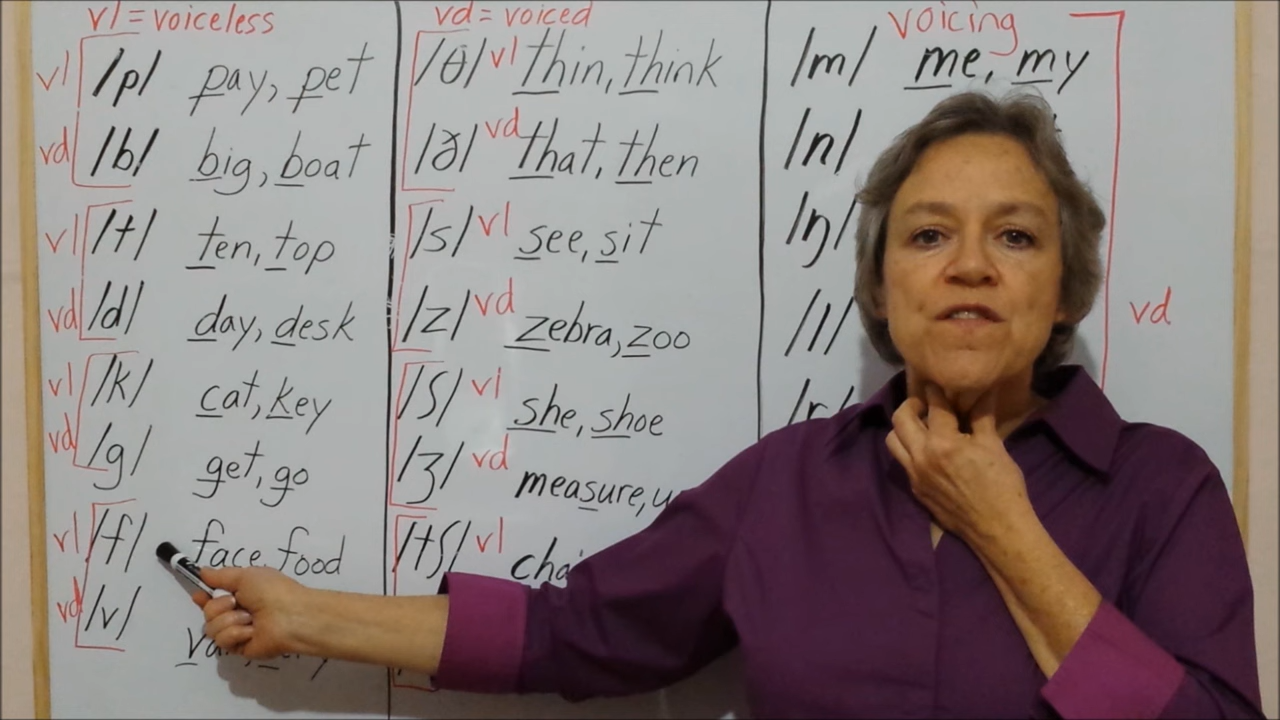 vl = voiceless
vl /p/ pay, pet
vd /b/ big, boat
vl /t/ ten, top
vd /d/ day, desk
vl /k/ cat, key
vd /g/ get, go
vl /f/ face, food
vd /v/
vd = voiced
/θ/ vl thin, think
/ð/ vd that, then
/s/ vl see, sit
/z/ vd zebra, zoo
/ʃ/ vl she, shoe
/ʒ/ vd measure,
/tʃ/ vl
voicing
/m/ me, my
/n/
/ŋ/
/l/
/r/
vd